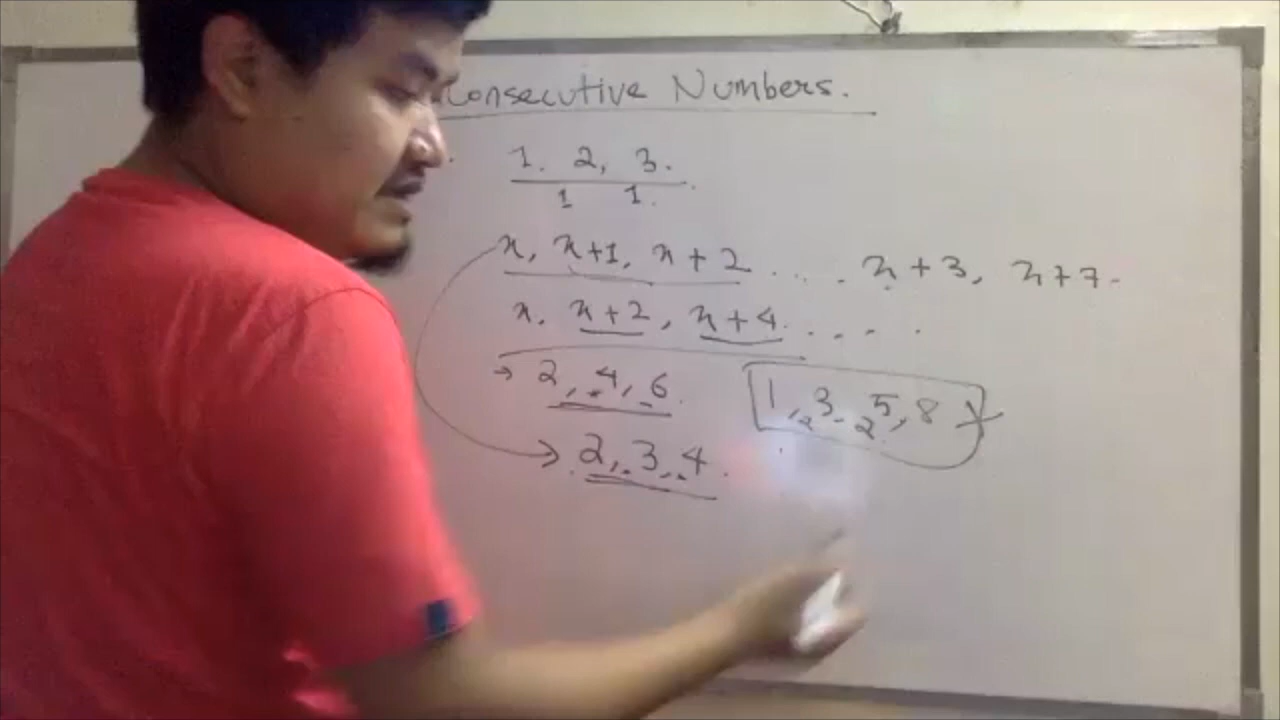 Consecutive Numbers.
1. 2, 3.
1 1.
x, x+1, x+2 .... x+3, x+7.
x. x+2, x+4. ....
→ 2, 4, 6.
1, 3, 5, 8 ✗
2 2
→ 2, 3, 4.